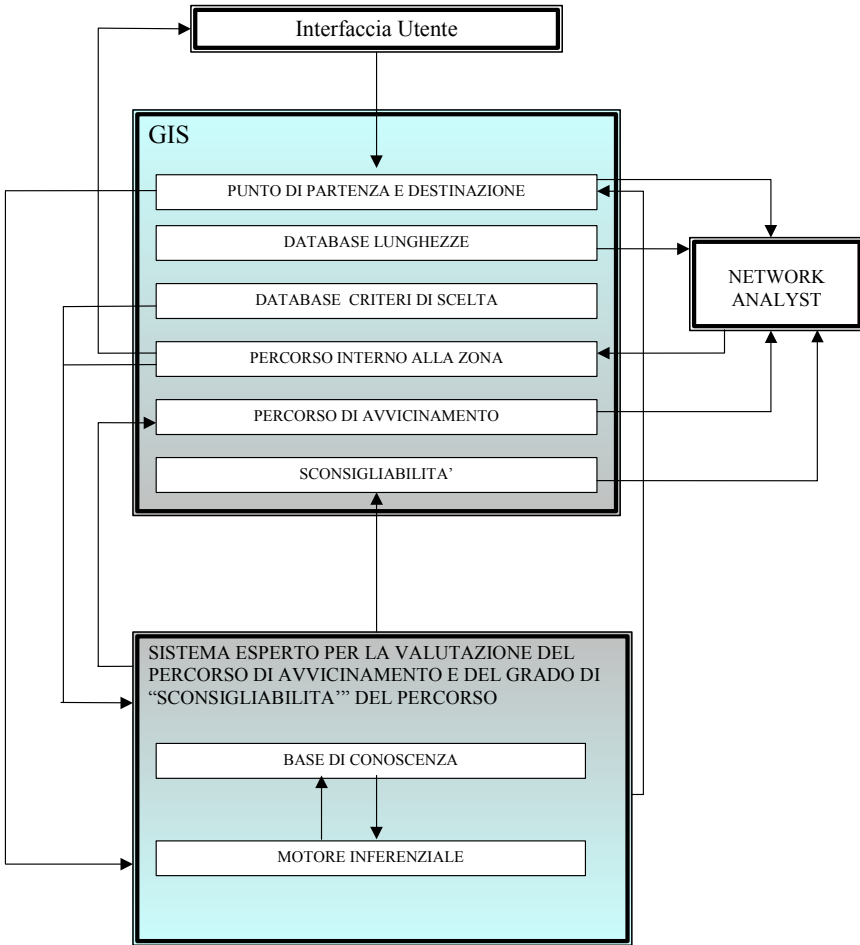 Interfaccia Utente
GIS
PUNTO DI PARTENZA E DESTINAZIONE
DATABASE LUNGHEZZE
DATABASE CRITERI DI SCELTA
PERCORSO INTERNO ALLA ZONA
PERCORSO DI AVVICINAMENTO
SCONSIGLIABILITA’
NETWORK
ANALYST
SISTEMA ESPERTO PER LA VALUTAZIONE DEL
PERCORSO DI AVVICINAMENTO E DEL GRADO DI
“SCONSIGLIABILITA’” DEL PERCORSO
BASE DI CONOSCENZA
MOTORE INFERENZIALE